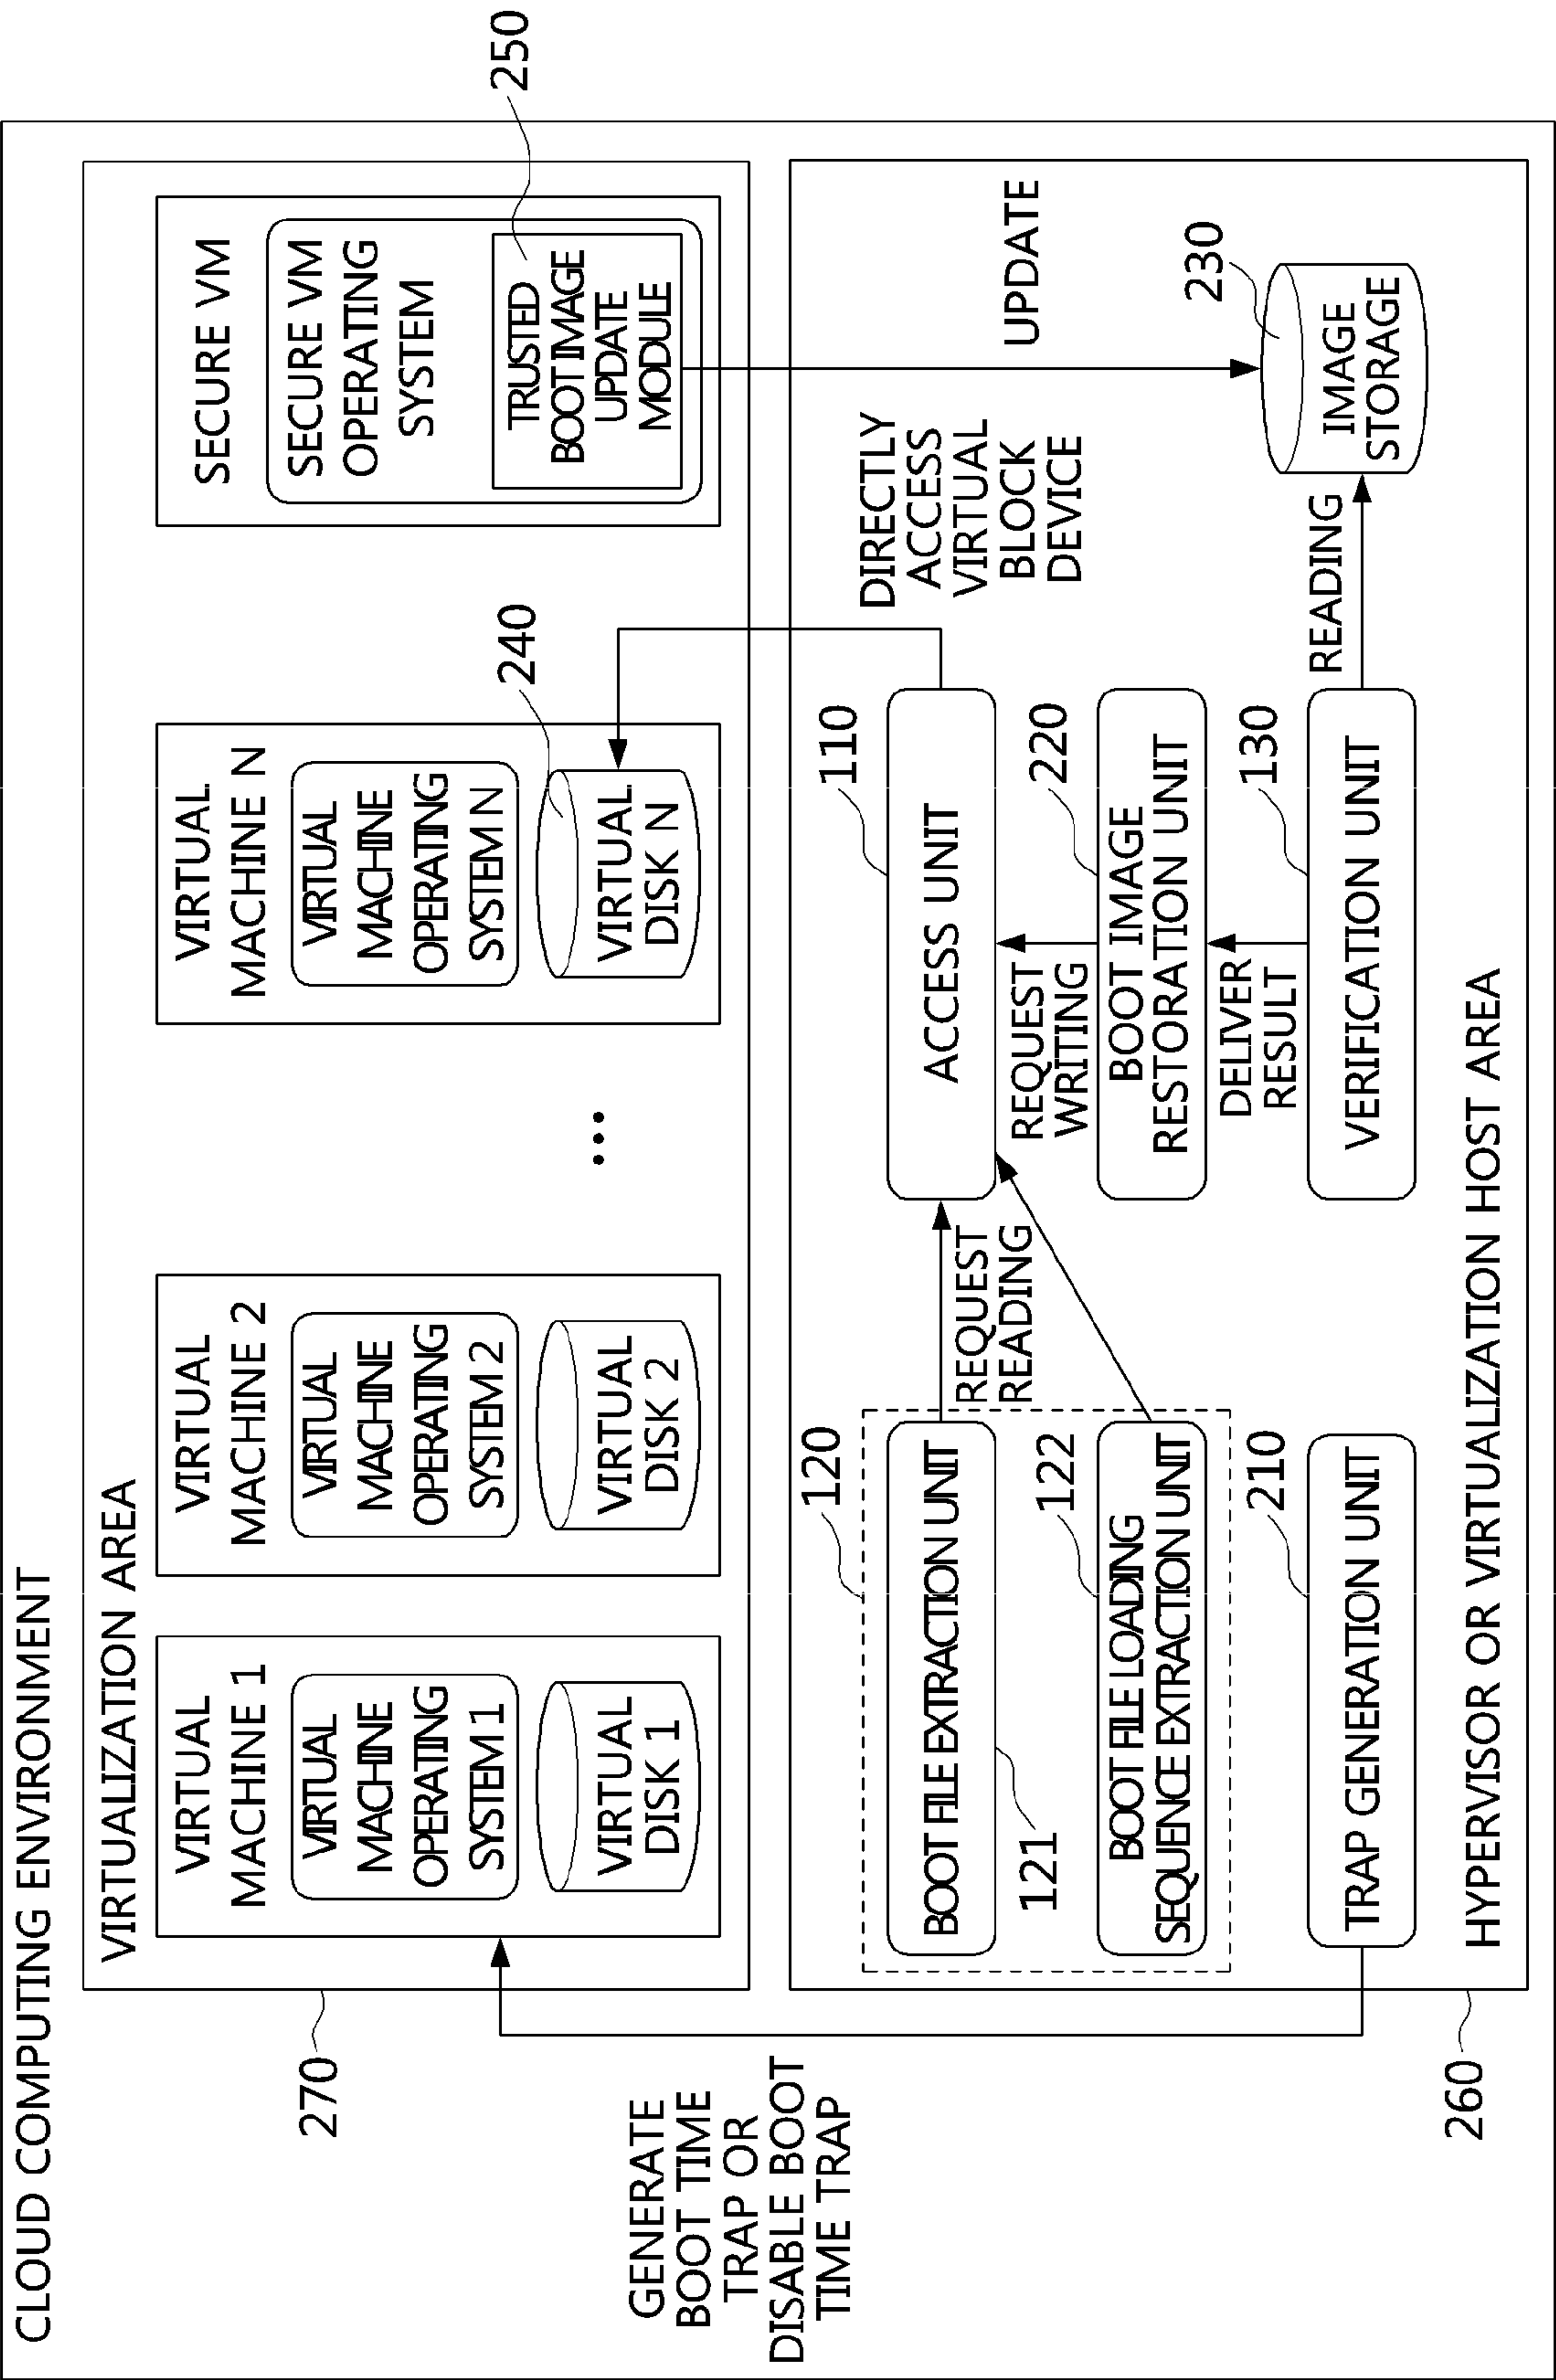 CLOUD COMPUTING ENVIRONMENT
VIRTUALIZATION AREA
270
VIRTUAL
MACHINE 1
VIRTUAL
MACHINE
OPERATING
SYSTEM 1
VIRTUAL
DISK 1
VIRTUAL
MACHINE 2
VIRTUAL
MACHINE
OPERATING
SYSTEM 2
VIRTUAL
DISK 2
...
VIRTUAL
MACHINE N
VIRTUAL
MACHINE
OPERATING
SYSTEM N
240
VIRTUAL
DISK N
SECURE VM
SECURE VM
OPERATING
SYSTEM
250
TRUSTED
BOOT IMAGE
UPDATE
MODULE
GENERATE
BOOT TIME
TRAP OR
DISABLE BOOT
TIME TRAP
120
BOOT FILE EXTRACTION UNIT
121
122
BOOT FILE LOADING
SEQUENCE EXTRACTION UNIT
210
TRAP GENERATION UNIT
REQUEST
READING
110
ACCESS UNIT
REQUEST
WRITING
220
BOOT IMAGE
RESTORATION UNIT
DELIVER
RESULT
130
VERIFICATION UNIT
DIRECTLY
ACCESS
VIRTUAL
BLOCK
DEVICE
UPDATE
READING
230
IMAGE
STORAGE
260
HYPERVISOR OR VIRTUALIZATION HOST AREA